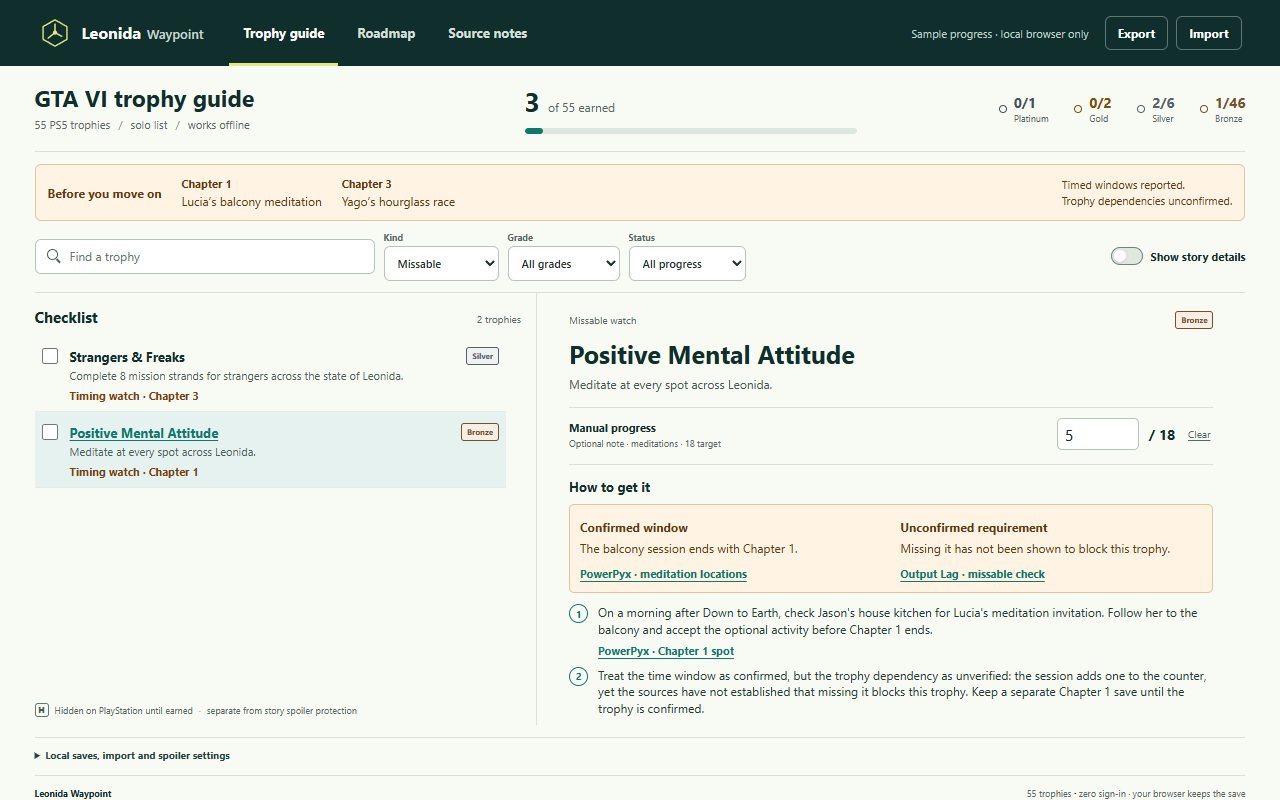 Leonida Waypoint
Trophy guide
Roadmap
Source notes
Sample progress · local browser only
Export
Import
GTA VI trophy guide
55 PS5 trophies / solo list / works offline
3 of 55 earned
0/1
Platinum
0/2
Gold
2/6
Silver
1/46
Bronze
Before you move on
Chapter 1
Lucia’s balcony meditation
Chapter 3
Yago’s hourglass race
Timed windows reported.
Trophy dependencies unconfirmed.
Find a trophy
Kind
Missable
Grade
All grades
Status
All progress
Show story details
Checklist
2 trophies
Strangers & Freaks
Silver
Complete 8 mission strands for strangers across the state of Leonida.
Timing watch · Chapter 3
Positive Mental Attitude
Bronze
Meditate at every spot across Leonida.
Timing watch · Chapter 1
H Hidden on PlayStation until earned · separate from story spoiler protection
Missable watch
Bronze
Positive Mental Attitude
Meditate at every spot across Leonida.
Manual progress
Optional note · meditations · 18 target
5 / 18 Clear
How to get it
Confirmed window
The balcony session ends with Chapter 1.
PowerPyx · meditation locations
Unconfirmed requirement
Missing it has not been shown to block this trophy.
Output Lag · missable check
1 On a morning after Down to Earth, check Jason's house kitchen for Lucia's meditation invitation. Follow her to the
balcony and accept the optional activity before Chapter 1 ends.
PowerPyx · Chapter 1 spot
2 Treat the time window as confirmed, but the trophy dependency as unverified: the session adds one to the counter,
yet the sources have not established that missing it blocks this trophy. Keep a separate Chapter 1 save until the
trophy is confirmed.
Local saves, import and spoiler settings
Leonida Waypoint
55 trophies · zero sign-in · your browser keeps the save